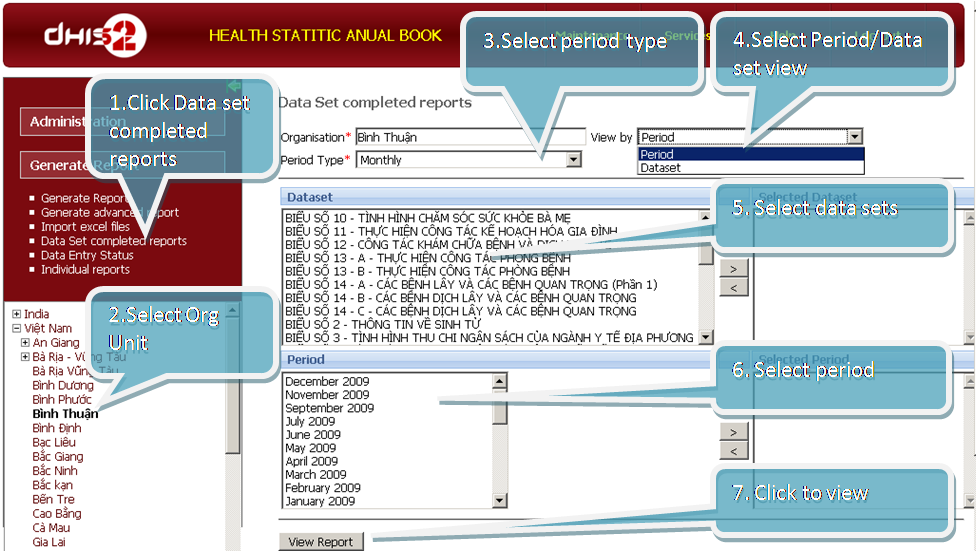 dHIS2
HEALTH STATITIC ANUAL BOOK
Maintenance
Services
3.Select period type
4.Select Period/Data
set view
1.Click Data set
completed
reports
Administration
Generate Report
Generate Report
Generate advanced report
Import excel files
Data Set completed reports
Data Entry Status
Individual reports
2.Select Org
Unit
India
Việt Nam
An Giang
Bà Rịa - Vũng Tàu
Bà Rịa Vũng Tàu
Bình Dương
Bình Phước
Bình Thuận
Bình Định
Bạc Liêu
Bắc Giang
Bắc Ninh
Bắc kạn
Bến Tre
Cao Bằng
Cà Mau
Gia Lai
Data Set completed reports
Organisation* Bình Thuận
View by Period
Period
Dataset
Period Type* Monthly
Dataset
Selected Dataset
BIỂU SỐ 10 - TÌNH HÌNH CHĂM SÓC SỨC KHỎE BÀ MẸ
BIỂU SỐ 11 - THỰC HIỆN CÔNG TÁC KẾ HOẠCH HÓA GIA ĐÌNH
BIỂU SỐ 12 - CÔNG TÁC KHÁM CHỮA BỆNH VÀ
BIỂU SỐ 13 - A - THỰC HIỆN CÔNG TÁC PHÒNG BỆNH
BIỂU SỐ 13 - B - THỰC HIỆN CÔNG TÁC PHÒNG BỆNH
BIỂU SỐ 14 - A - CÁC BỆNH LÂY VÀ CÁC BỆNH QUAN TRỌNG (Phần 1)
BIỂU SỐ 14 - B - CÁC BỆNH DỊCH LÂY VÀ CÁC BỆNH QUAN TRỌNG
BIỂU SỐ 14 - C - CÁC BỆNH DỊCH LÂY VÀ CÁC BỆNH QUAN TRỌNG
BIỂU SỐ 2 - THÔNG TIN VỀ SINH TỬ
BIỂU SỐ 3 - TÌNH HÌNH THU CHI NGÂN SÁCH CỦA NGÀNH Y TẾ ĐỊA PHƯƠNG
5. Select data sets
>
<
Period
Selected Period
December 2009
November 2009
September 2009
July 2009
June 2009
May 2009
April 2009
March 2009
February 2009
January 2009
6. Select period
>
<
7. Click to view
View Report